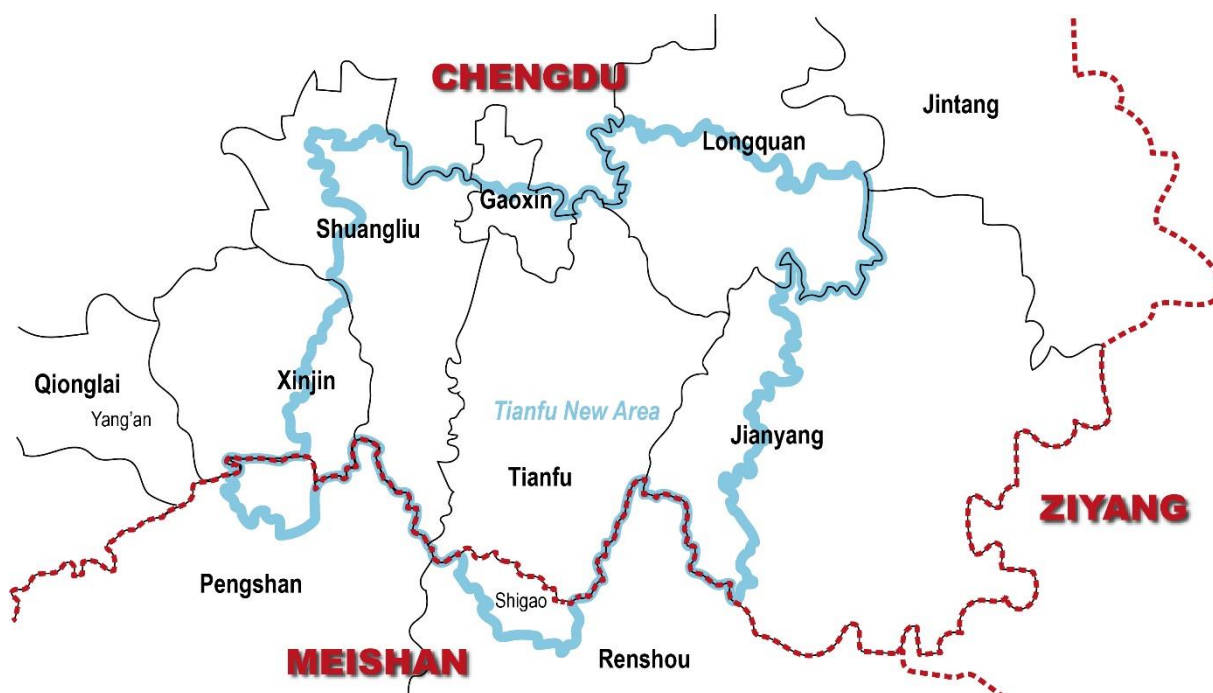 CHENGDU
Jintang
Longquan
Gaoxin
Shuangliu
Qionglai
Yang'an
Xinjin
Tianfu New Area
Jianyang
Tianfu
ZIYANG
Pengshan
Shigao
MEISHAN
Renshou